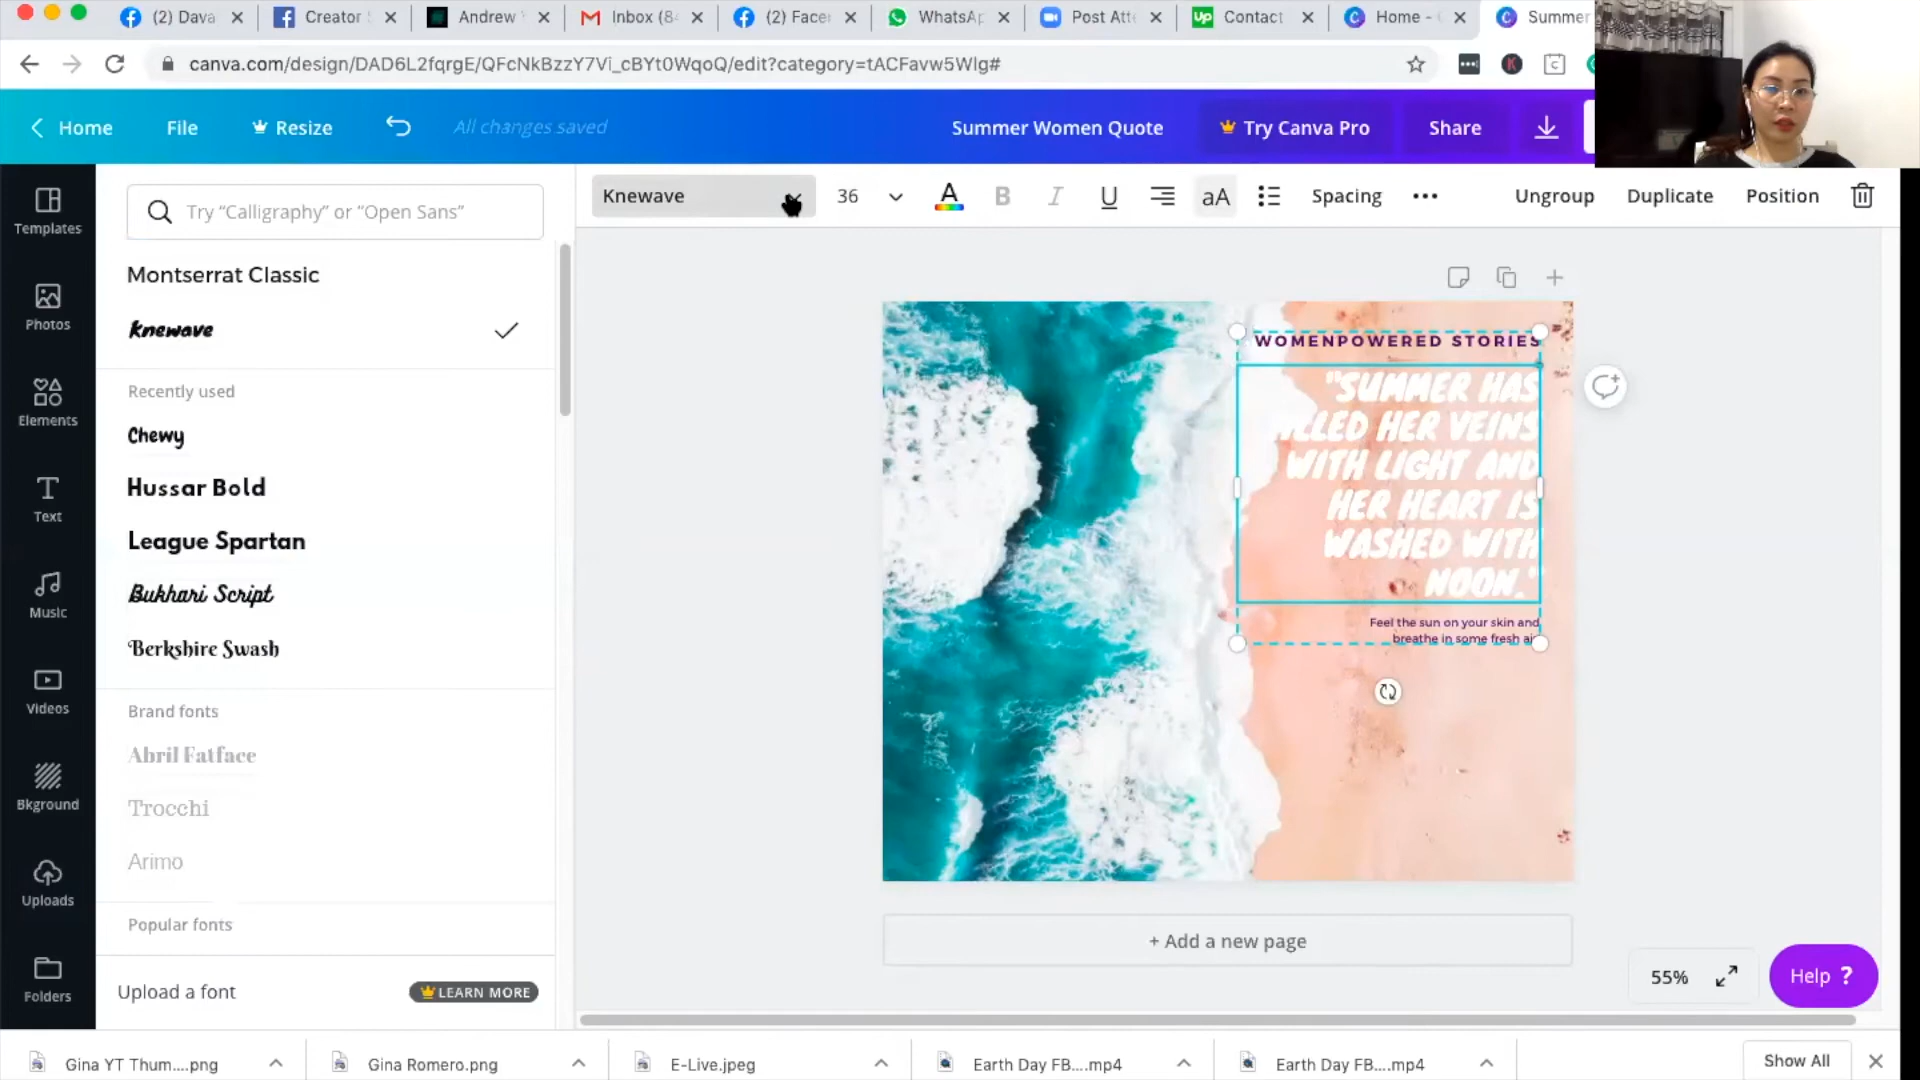 (2) Dava
Creator
Andrew
Inbox (8
(2) Face
WhatsAp
Post Atte
Contact
Home -
Summer
canva.com/design/DAD6L2fqrgE/QFcNkBzzY7Vi_cBYt0WqoQ/edit?category=tACFavw5Wlg#
Home
File
Resize
All changes saved
Summer Women Quote
Try Canva Pro
Share
Templates
Photos
Elements
Text
Music
Videos
Bkground
Uploads
Folders
Try “Calligraphy” or “Open Sans”
Montserrat Classic
Knewave
Recently used
Chewy
Hussar Bold
League Spartan
Bukhari Script
Berkshire Swash
Brand fonts
Abril Fatface
Trocchi
Arimo
Popular fonts
Upload a font
LEARN MORE
Knewave
36
A
B
I
U
aA
Spacing
Ungroup
Duplicate
Position
WOMENPOWERED STORIES
"SUMMER HAS
FILLED HER VEINS
WITH LIGHT AND
HER HEART IS
WASHED WITH
NOON."
Feel the sun on your skin and
breathe in some fresh air
+ Add a new page
55%
Help ?
Gina YT Thum....png
Gina Romero.png
E-Live.jpeg
Earth Day FB....mp4
Earth Day FB....mp4
Show All